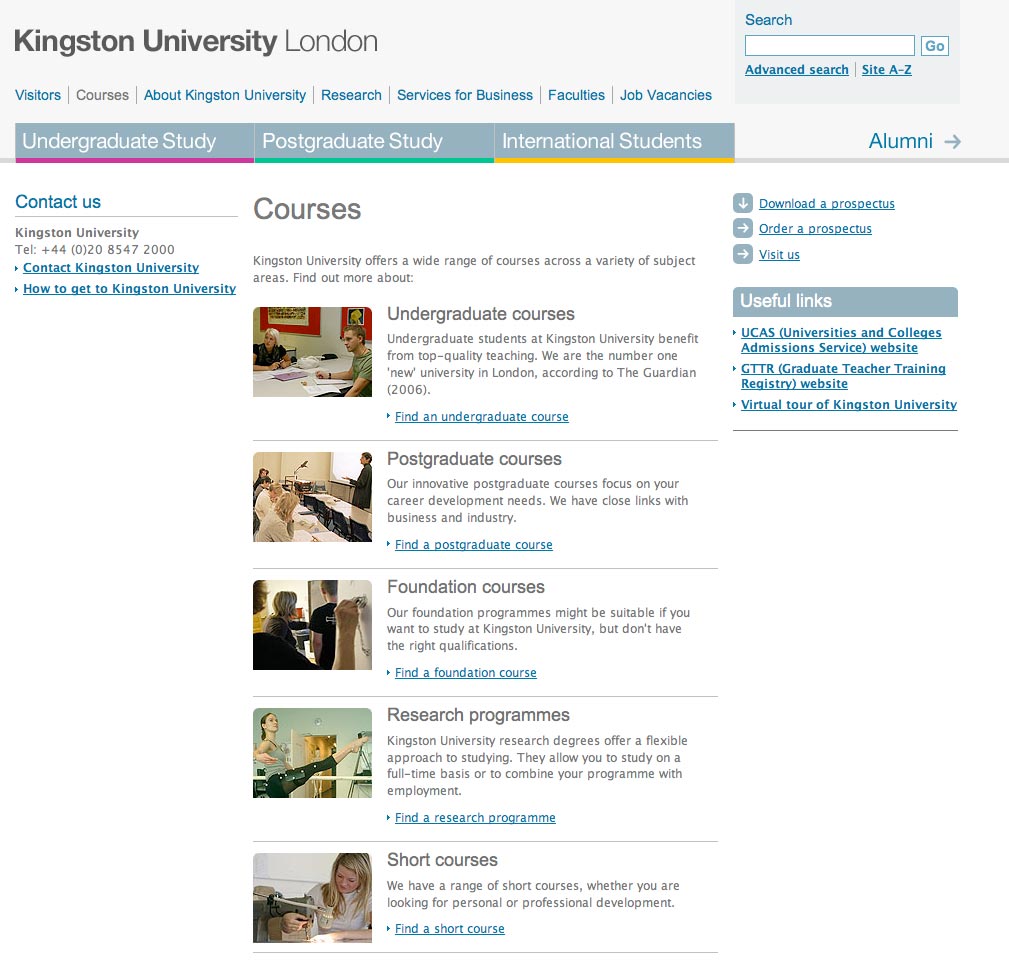 Kingston University London
Search
Go
Advanced search | Site A-Z
Visitors | Courses | About Kingston University | Research | Services for Business | Faculties | Job Vacancies
Undergraduate Study
Postgraduate Study
International Students
Alumni
Contact us
Kingston University
Tel: +44 (0)20 8547 2000
Contact Kingston University
How to get to Kingston University
Courses
Kingston University offers a wide range of courses across a variety of subject
areas. Find out more about:
Undergraduate courses
Undergraduate students at Kingston University benefit
from top-quality teaching. We are the number one
'new' university in London, according to The Guardian
(2006).
Find an undergraduate course
Postgraduate courses
Our innovative postgraduate courses focus on your
career development needs. We have close links with
business and industry.
Find a postgraduate course
Foundation courses
Our foundation programmes might be suitable if you
want to study at Kingston University, but don't have
the right qualifications.
Find a foundation course
Research programmes
Kingston University research degrees offer a flexible
approach to studying. They allow you to study on a
full-time basis or to combine your programme with
employment.
Find a research programme
Short courses
We have a range of short courses, whether you are
looking for personal or professional development.
Find a short course
Download a prospectus
Order a prospectus
Visit us
Useful links
UCAS (Universities and Colleges
Admissions Service) website
GTTR (Graduate Teacher Training
Registry) website
Virtual tour of Kingston University